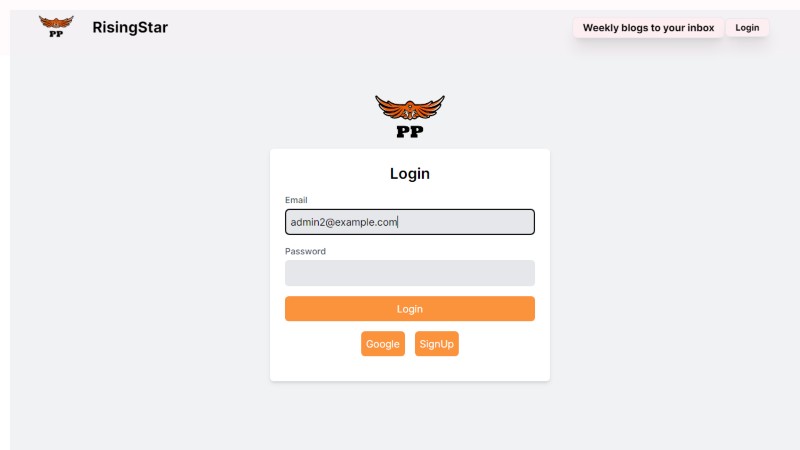 PP
RisingStar
Weekly blogs to your inbox
Login
PP
Login
Email
admin2@example.com
Password
Login
Google
SignUp